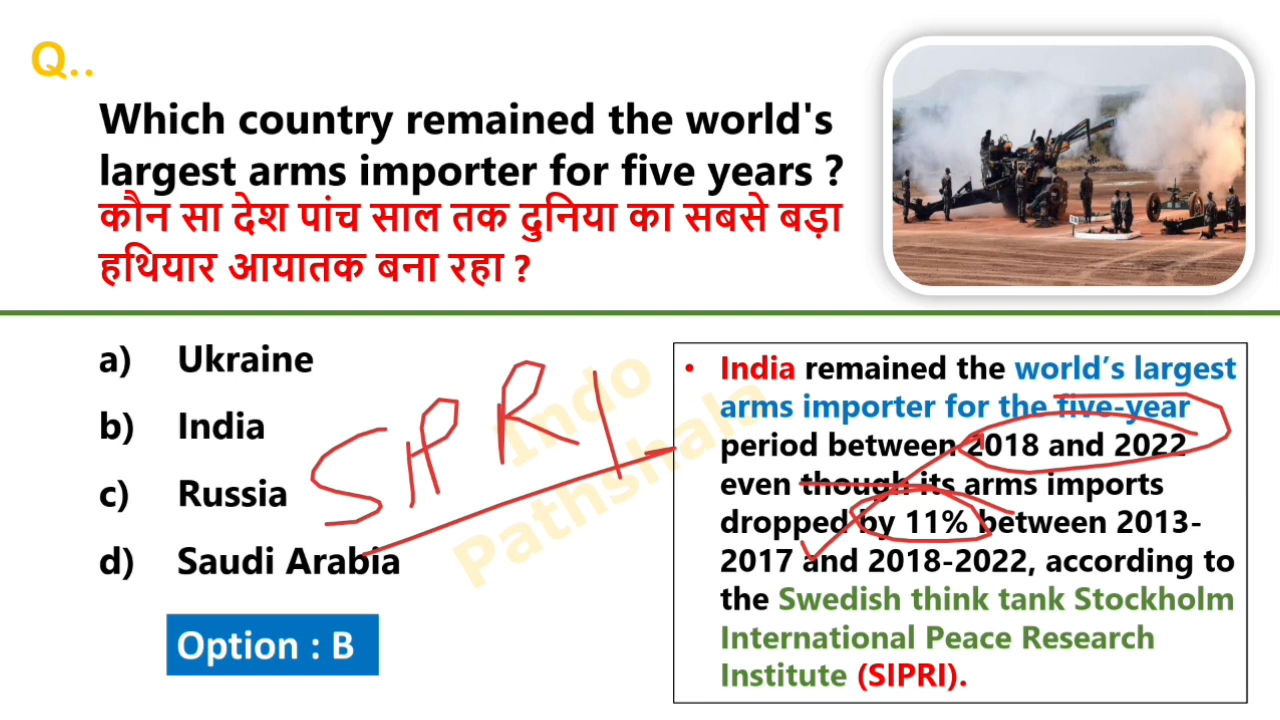 Q..
Which country remained the world's
largest arms importer for five years ?
कौन सा देश पांच साल तक दुनिया का सबसे बड़ा
हथियार आयातक बना रहा ?
a) Ukraine
b) India
c) Russia
d) Saudi Arabia
Option : B
SIPRI
Indo
Pathshala
• India remained the world’s largest
arms importer for the five-year
period between 2018 and 2022
even though its arms imports
dropped by 11% between 2013-
2017 and 2018-2022, according to
the Swedish think tank Stockholm
International Peace Research
Institute (SIPRI).